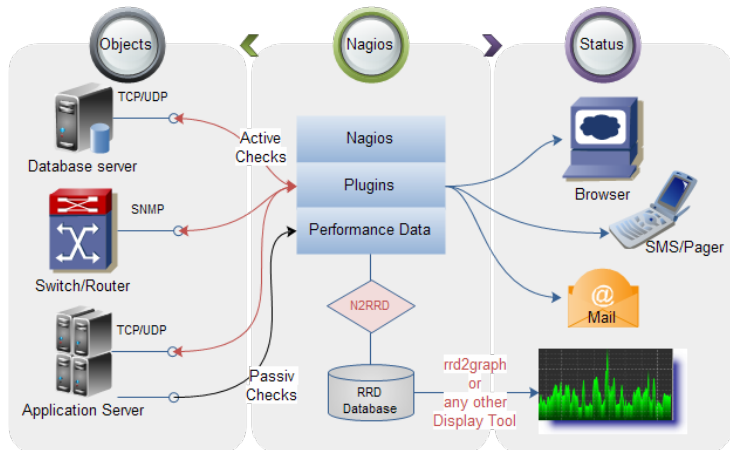 Objects
Nagios
Status
TCP/UDP
Database server
SNMP
Switch/Router
TCP/UDP
Application Server
Active
Checks
Passiv
Checks
Nagios
Plugins
Performance Data
N2RRD
RRD
Database
rrd2graph
or
any other
Display Tool
Browser
SMS/Pager
@
Mail